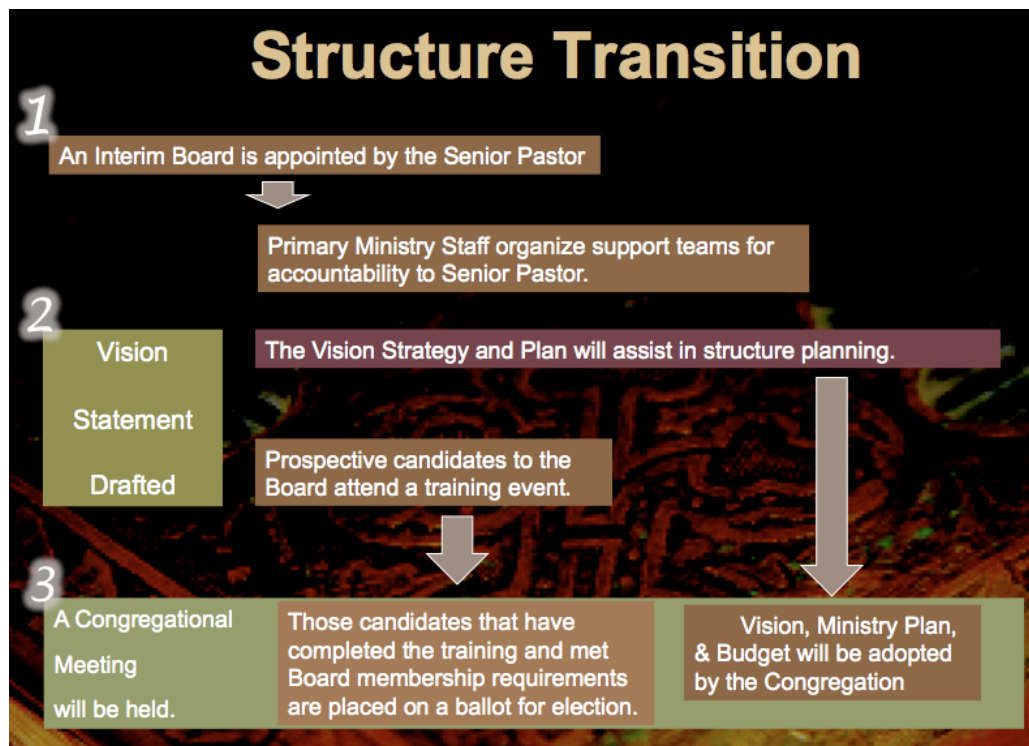 Structure Transition
1
An Interim Board is appointed by the Senior Pastor
Primary Ministry Staff organize support teams for
accountability to Senior Pastor.
2
Vision
Statement
Drafted
The Vision Strategy and Plan will assist in structure planning.
Prospective candidates to the
Board attend a training event.
3
A Congregational
Meeting
will be held.
Those candidates that have
completed the training and met
Board membership requirements
are placed on a ballot for election.
Vision, Ministry Plan,
& Budget will be adopted
by the Congregation